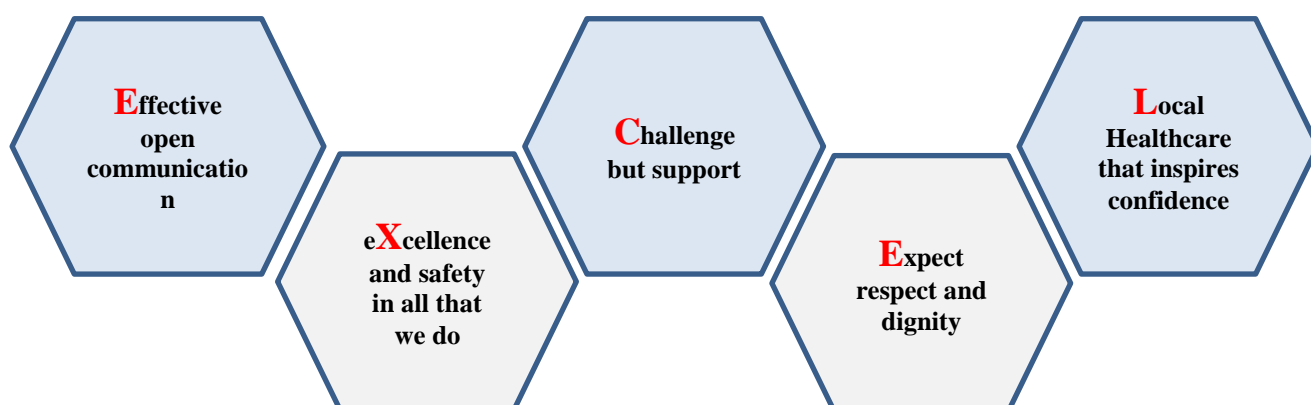 Effective
open
communicatio
n
eXcellence
and safety
in all that
we do
Challenge
but support
Expect
respect and
dignity
Local
Healthcare
that inspires
confidence